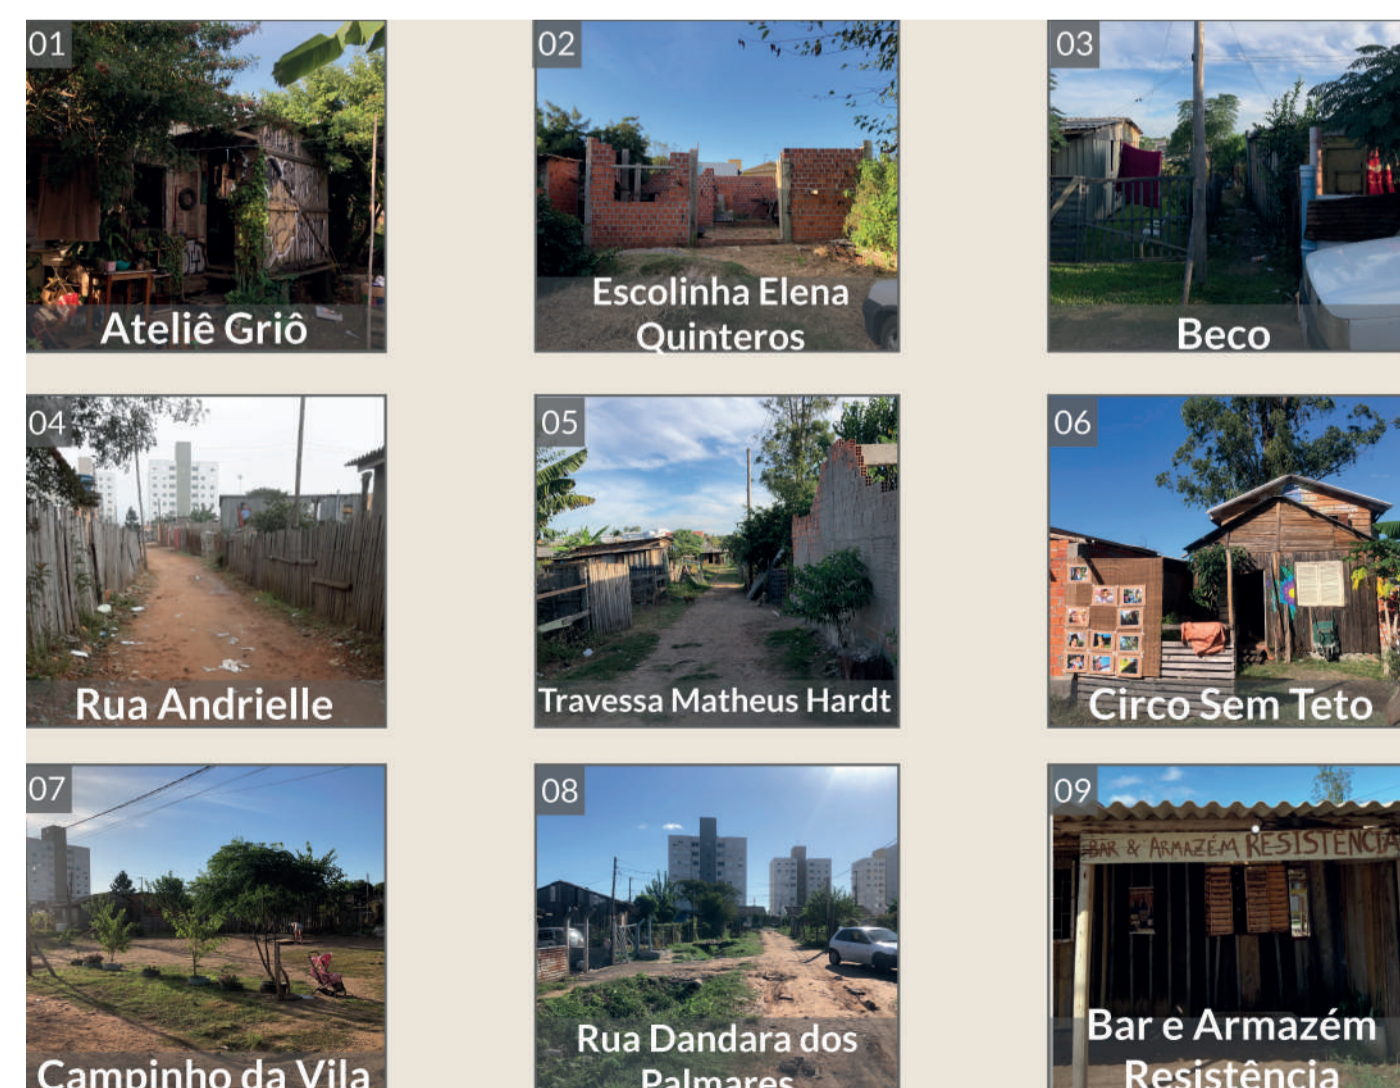 01
Ateliê Griô
02
Escolinha Elena
Quinteros
03
Beco
04
Rua Andrielle
05
Travessa Matheus Hardt
06
Circo Sem Teto
07
Campinho da Vila
08
Rua Dandara dos
Palmares
09
BAR & ARMAZÉM RESISTÊNCIA
Bar e Armazém
Resistência